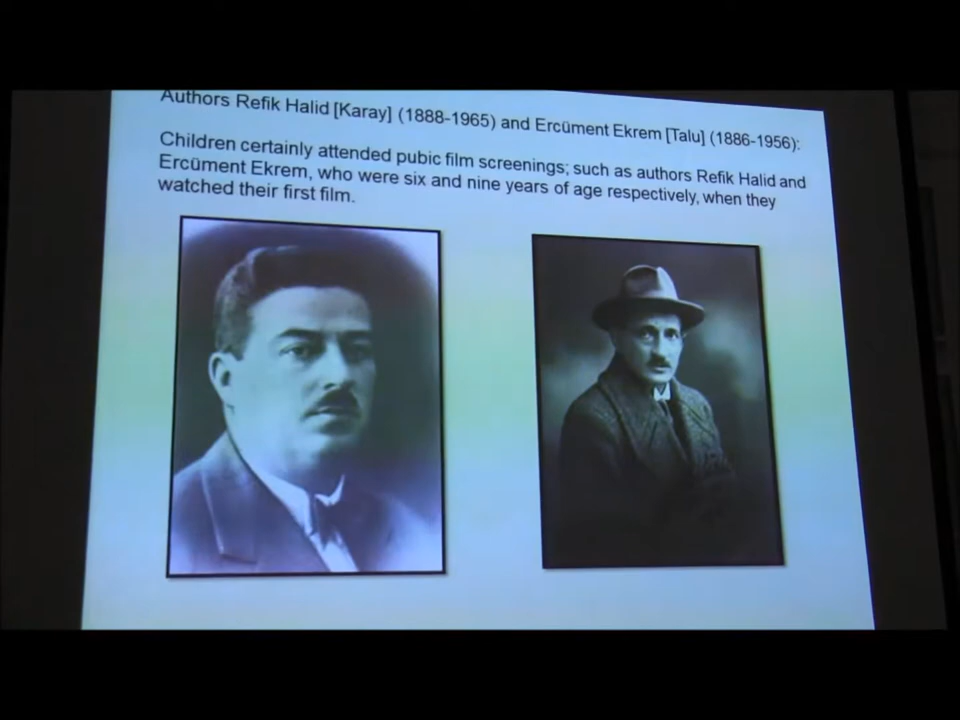 Authors Refik Halid [Karay] (1888-1965) and Ercüment Ekrem [Talu] (1886-1956):
Children certainly attended pubic film screenings; such as authors Refik Halid and
Ercüment Ekrem, who were six and nine years of age respectively, when they
watched their first film.